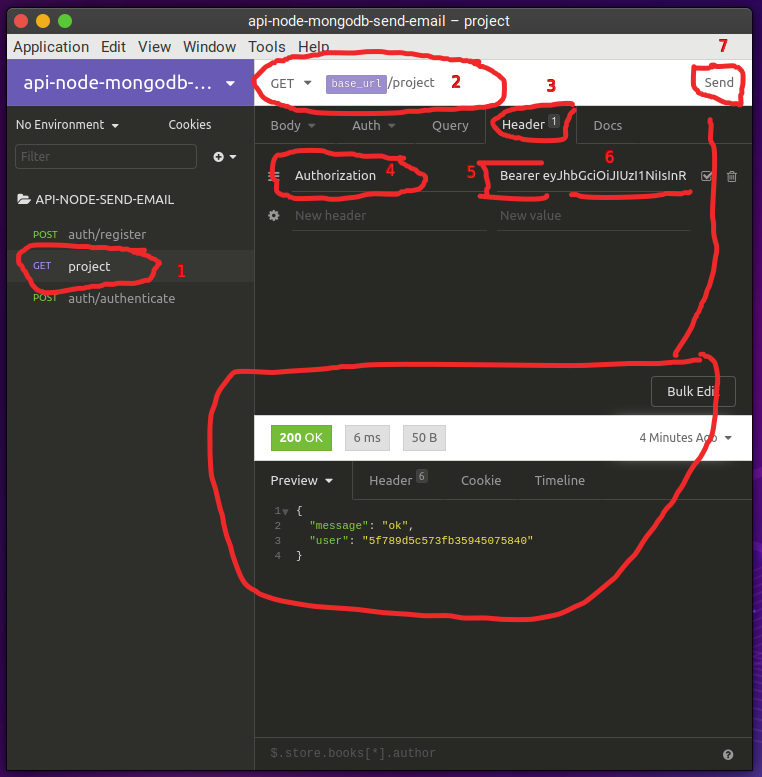 api-node-mongodb-send-email – project
Application Edit View Window Tools Help
7
api-node-mongodb-...
GET base_url/project 2
Send
3
No Environment Cookies
Body Auth Query Header 1 Docs
Filter
6
Authorization 4 5 Bearer eyJhbGciOiJIUzI1NiIsInR
API-NODE-SEND-EMAIL
New header New value
POST auth/register
GET project 1
POST auth/authenticate
Bulk Edit
200 OK 6 ms 50 B 4 Minutes Ago
Preview Header 6 Cookie Timeline
1 {
2 "message": "ok",
3 "user": "5f789d5c573fb35945075840"
4 }
$.store.books[*].author
?